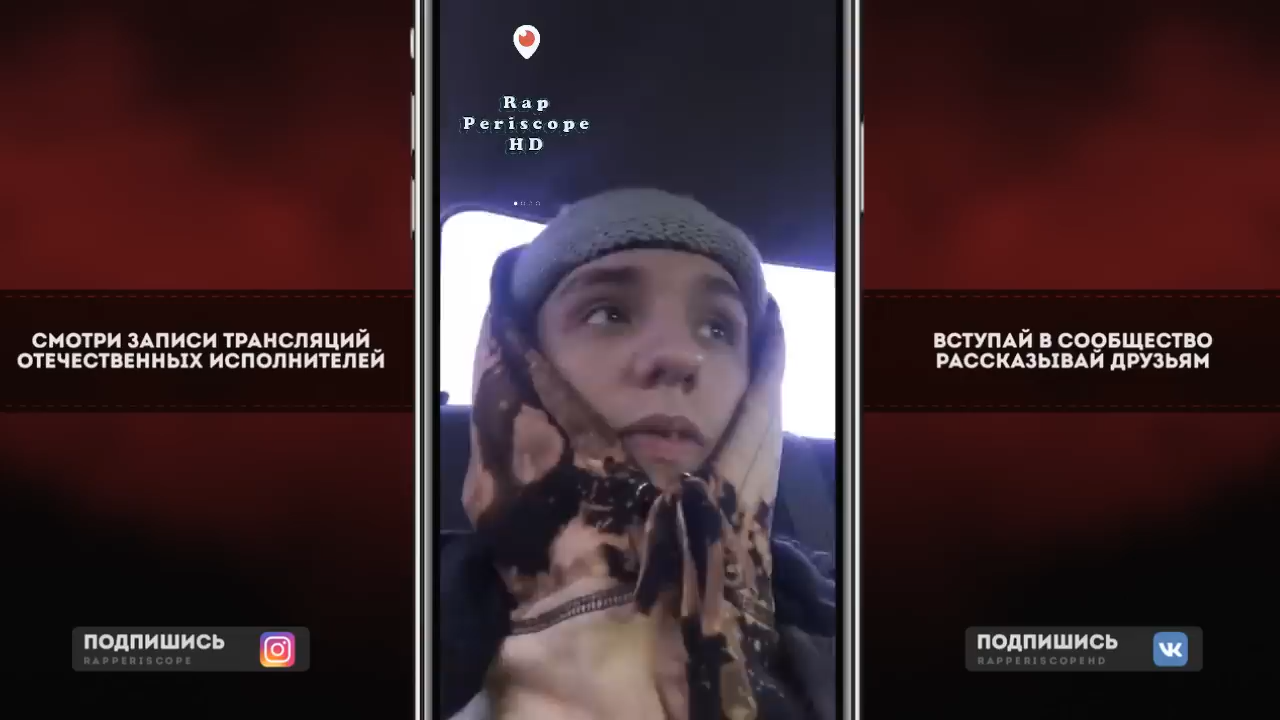 Rap
Periscope
HD
СМОТРИ ЗАПИСИ ТРАНСЛЯЦИЙ
ОТЕЧЕСТВЕННЫХ ИСПОЛНИТЕЛЕЙ
ВСТУПАЙ В СООБЩЕСТВО
РАССКАЗЫВАЙ ДРУЗЬЯМ
ПОДПИШИСЬ
RAPPERISCOPE
ПОДПИШИСЬ
RAPPERISCOPEHD